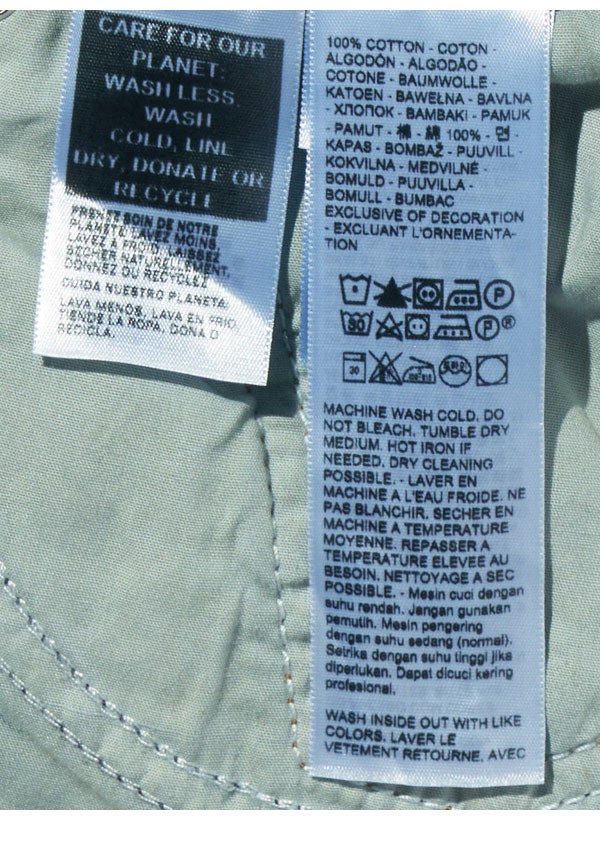 CARE FOR OUR
PLANET:
WASH LESS,
WASH
COLD, LINE
DRY, DONATE OR
RECYCLE
PRENEZ SOIN DE NOTRE
PLANÈTE: LAVEZ MOINS,
LAVEZ A FROID, LAISSEZ
SÉCHER NATURELLEMENT,
DONNEZ OU RECYCLEZ
CUIDA NUESTRO PLANETA:
LAVA MENOS, LAVA EN FRIO,
TIENDE LA ROPA, DONA O
RECICLA.
100% COTTON - COTON -
ALGODÓN - ALGODÃO -
COTONE - BAUMWOLLE -
KATOEN - BAWEŁNA - BAVLNA
- ХЛОПОК - BAMBAKI - PAMUK
- PAMUT - 棉 - 綿 100% - 면 -
KAPAS - BOMBAŽ - PUUVILL -
KOKVILNA - MEDVILNĖ -
BOMULD - PUUVILLA -
BOMULL - BUMBAC
EXCLUSIVE OF DECORATION
- EXCLUANT L'ORNEMENTA-
TION
P
30 P®
30
MACHINE WASH COLD. DO
NOT BLEACH. TUMBLE DRY
MEDIUM. HOT IRON IF
NEEDED. DRY CLEANING
POSSIBLE. - LAVER EN
MACHINE A L'EAU FROIDE. NE
PAS BLANCHIR. SECHER EN
MACHINE A TEMPERATURE
MOYENNE. REPASSER A
TEMPERATURE ELEVEE AU
BESOIN. NETTOYAGE A SEC
POSSIBLE. - Mesin cuci dengan
suhu rendah. Jangan gunakan
pemutih. Mesin pengering
dengan suhu sedang (normal).
Setrika dengan suhu tinggi jika
diperlukan. Dapat dicuci kering
profesional.
WASH INSIDE OUT WITH LIKE
COLORS. LAVER LE
VETEMENT RETOURNE, AVEC